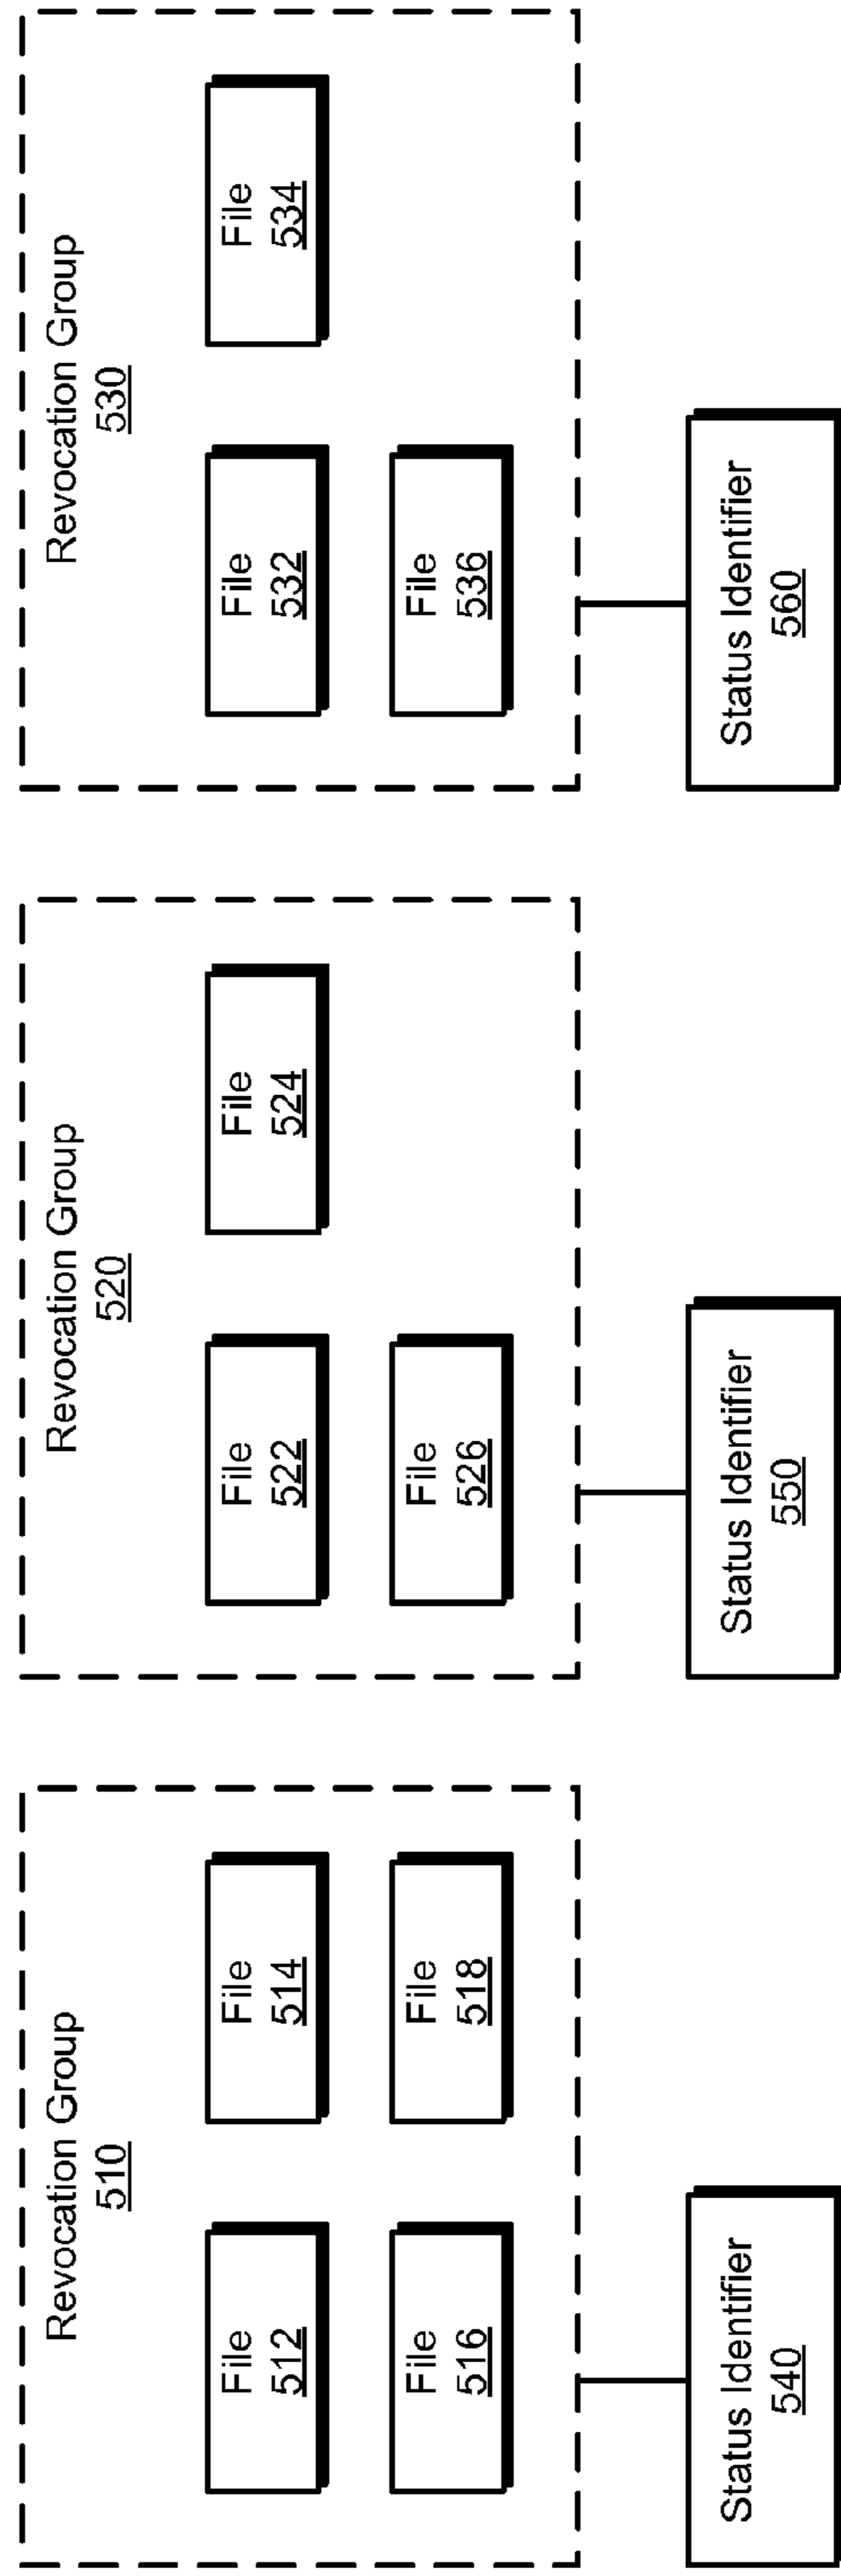 Revocation Group
510
File
512
File
514
File
516
File
518
Status Identifier
540
Revocation Group
520
File
522
File
524
File
526
Status Identifier
550
Revocation Group
530
File
532
File
534
File
536
Status Identifier
560